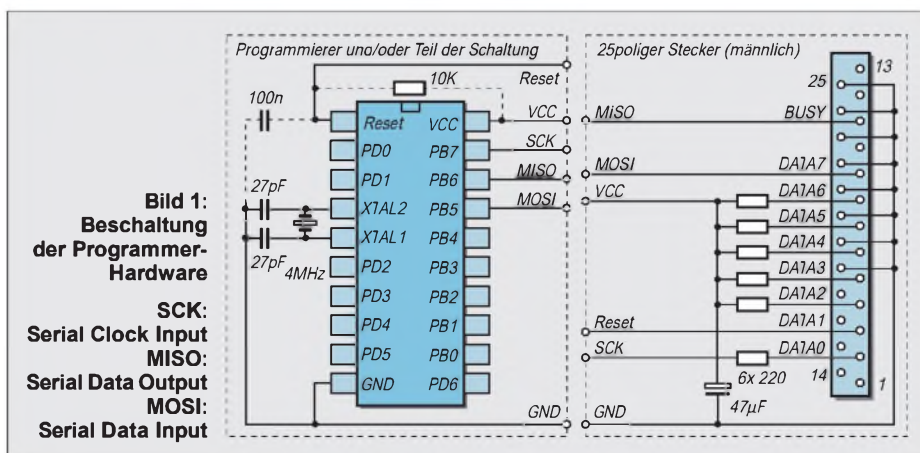 Programmierer und/oder Teil der Schaltung
25poliger Stecker (männlich)
Reset
10K
100n
VCC
SCK
MISO
MOSI
GND
Reset
PD0
PD1
XTAL2
XTAL1
PD2
PD3
PD4
PD5
GND
VCC
PB7
PB6
PB5
PB4
PB3
PB2
PB1
PB0
PD6
27pF
27pF
4MHz
Bild 1:
Beschaltung
der Programmer-
Hardware
SCK:
Serial Clock Input
MISO:
Serial Data Output
MOSI:
Serial Data Input
MISO
MOSI
VCC
Reset
SCK
GND
13
25
BUSY
DATA7
DATA6
DATA5
DATA4
DATA3
DATA2
DATA1
DATA0
6x 220
14
1
47µF